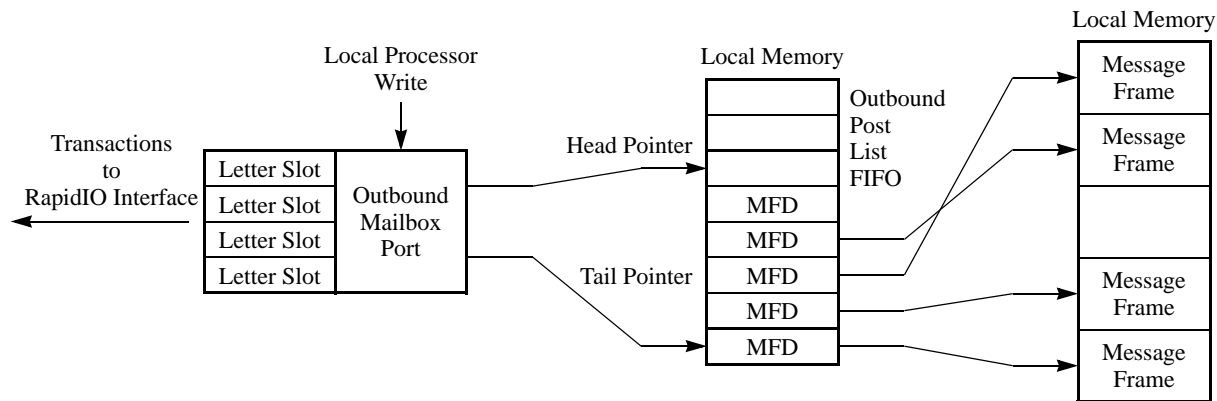 Transactions
to
RapidIO Interface
Local Processor
Write
Letter Slot
Letter Slot
Letter Slot
Letter Slot
Outbound
Mailbox
Port
Head Pointer
Tail Pointer
Local Memory
MFD
MFD
MFD
MFD
MFD
Outbound
Post
List
FIFO
Local Memory
Message
Frame
Message
Frame
Message
Frame
Message
Frame